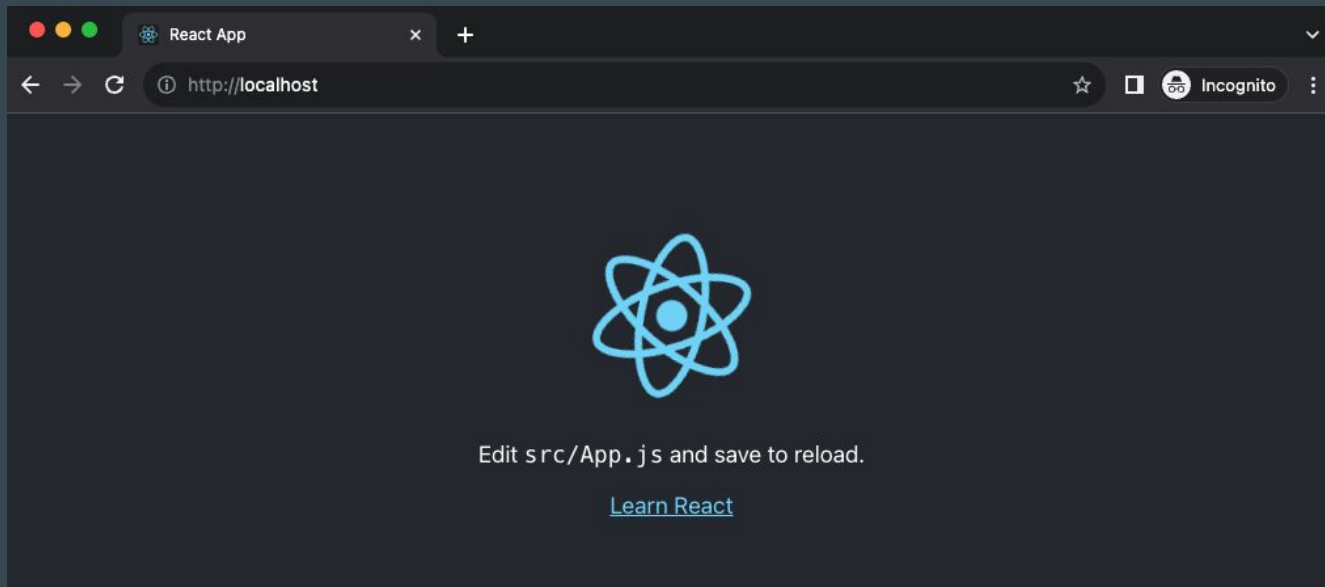 React App
http://localhost
Incognito
Edit src/App.js and save to reload.
Learn React